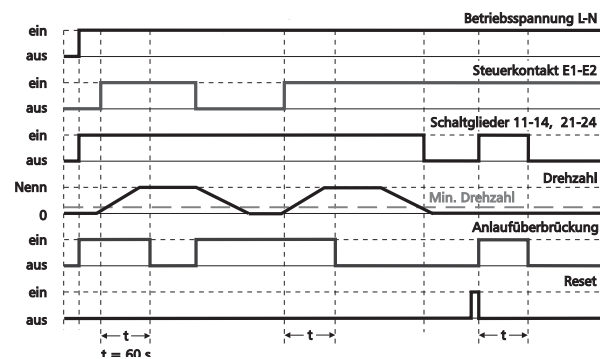 Betriebsspannung L-N
ein
aus
Steuerkontakt E1-E2
ein
aus
Schaltglieder 11-14, 21-24
ein
aus
Drehzahl
Nenn
Min. Drehzahl
0
Anlaufüberbrückung
ein
aus
Reset
ein
aus
t t t
t = 60 s